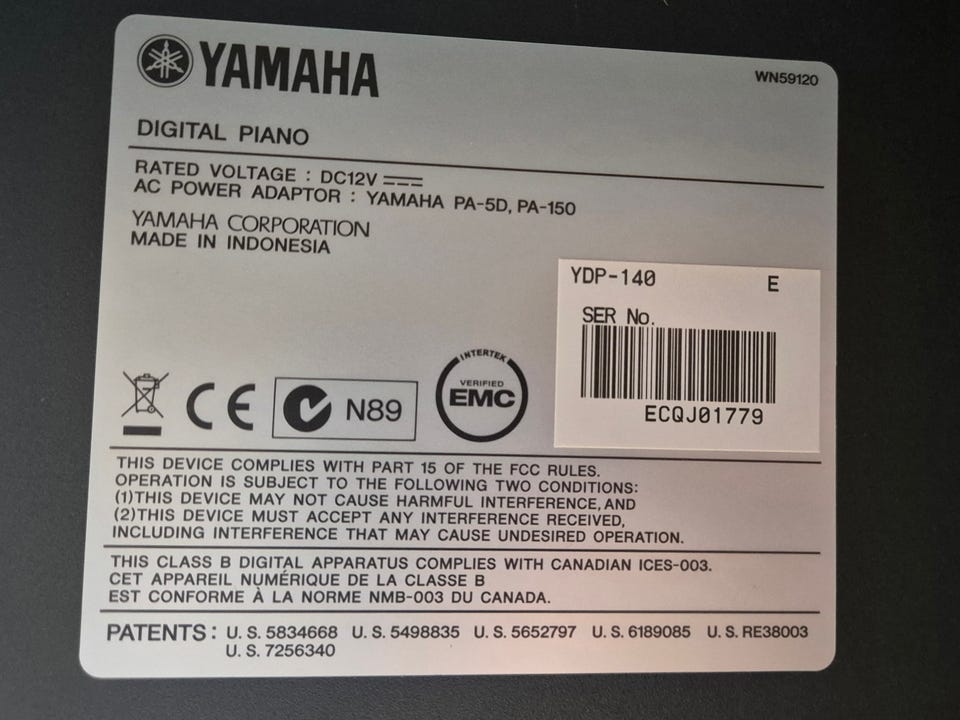 YAMAHA
WN59120
DIGITAL PIANO
RATED VOLTAGE : DC12V
AC POWER ADAPTOR : YAMAHA PA-5D, PA-150
YAMAHA CORPORATION
MADE IN INDONESIA
YDP-140 E
SER No.
ECQJ01779
CE
N89
INTERTEK
VERIFIED
EMC
THIS DEVICE COMPLIES WITH PART 15 OF THE FCC RULES.
OPERATION IS SUBJECT TO THE FOLLOWING TWO CONDITIONS:
(1)THIS DEVICE MAY NOT CAUSE HARMFUL INTERFERENCE, AND
(2)THIS DEVICE MUST ACCEPT ANY INTERFERENCE RECEIVED,
INCLUDING INTERFERENCE THAT MAY CAUSE UNDESIRED OPERATION.
THIS CLASS B DIGITAL APPARATUS COMPLIES WITH CANADIAN ICES-003.
CET APPAREIL NUMÉRIQUE DE LA CLASSE B
EST CONFORME À LA NORME NMB-003 DU CANADA.
PATENTS : U. S. 5834668 U. S. 5498835 U. S. 5652797 U. S. 6189085 U. S. RE38003
U. S. 7256340